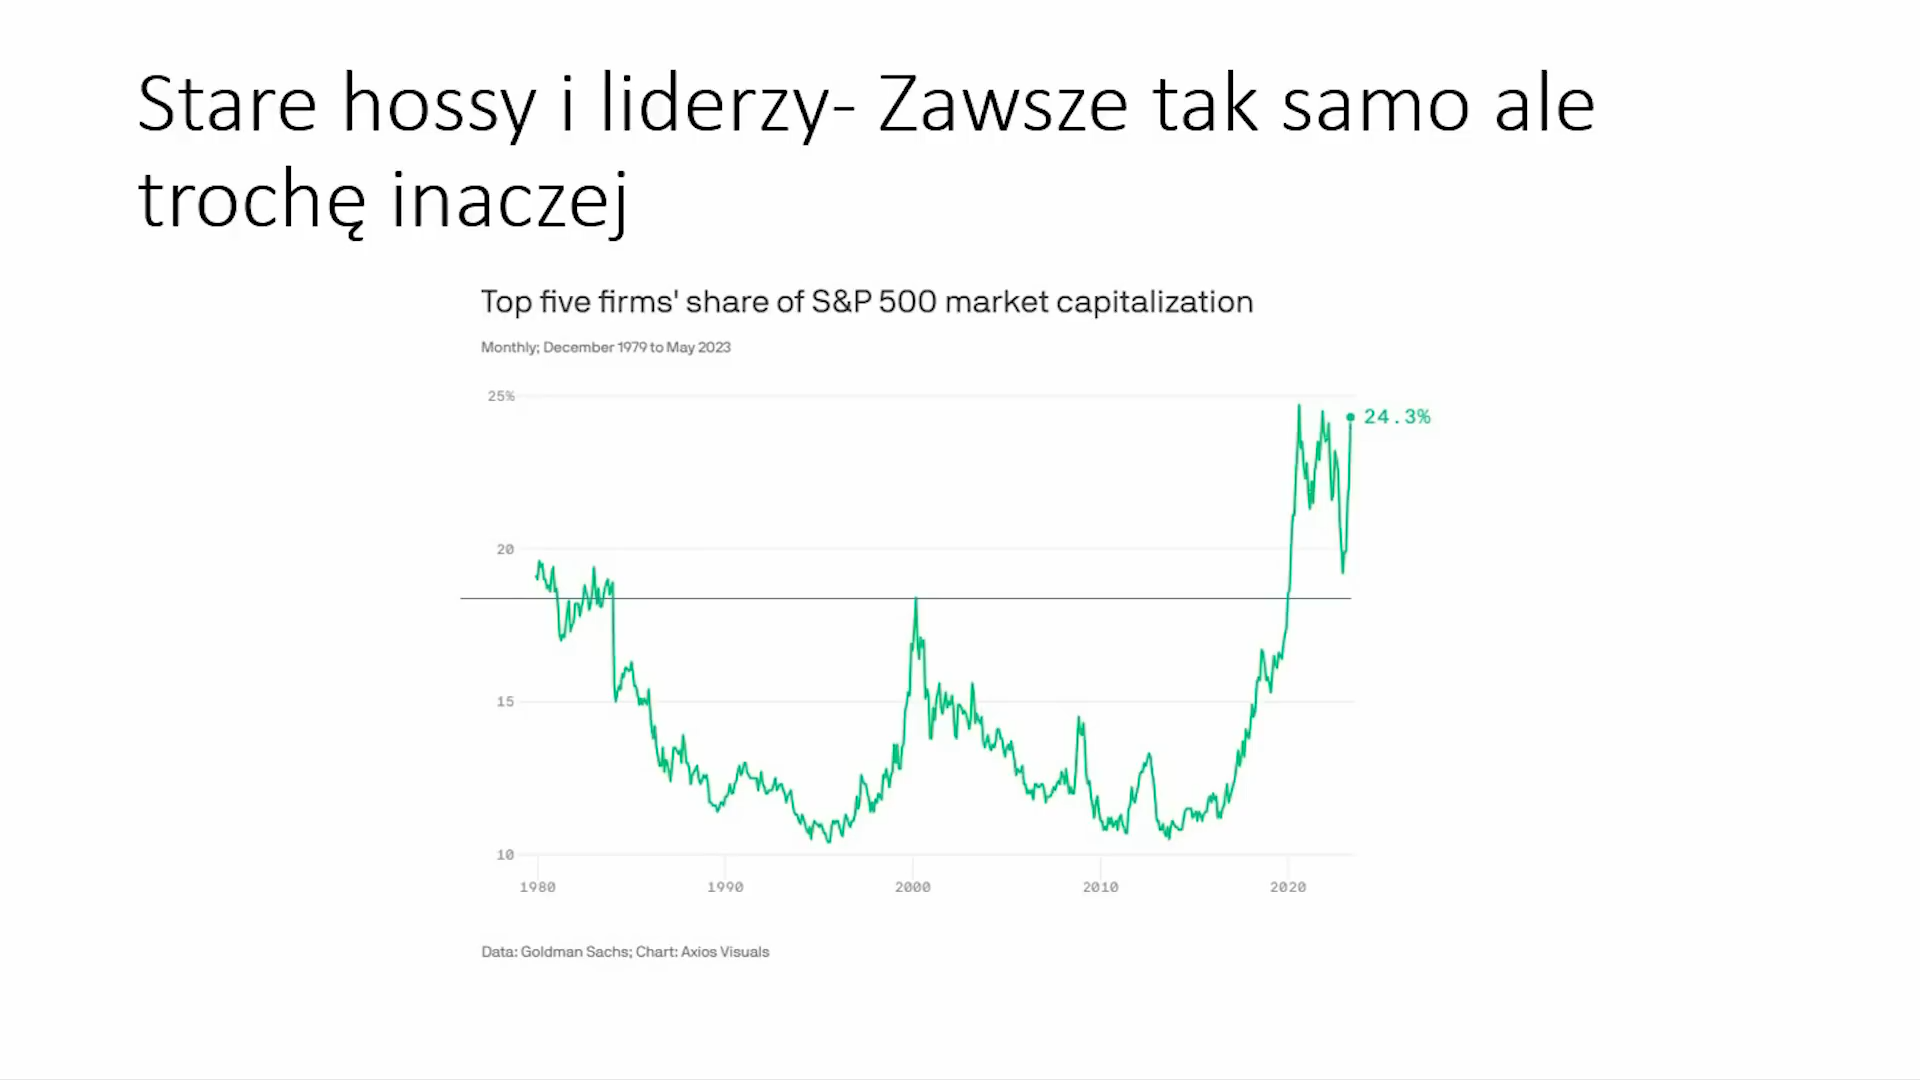 Stare hossy i liderzy- Zawsze tak samo ale
trochę inaczej
Top five firms' share of S&P 500 market capitalization
Monthly; December 1979 to May 2023
25%
24.3%
20
15
10
1980 1990 2000 2010 2020
Data: Goldman Sachs; Chart: Axios Visuals